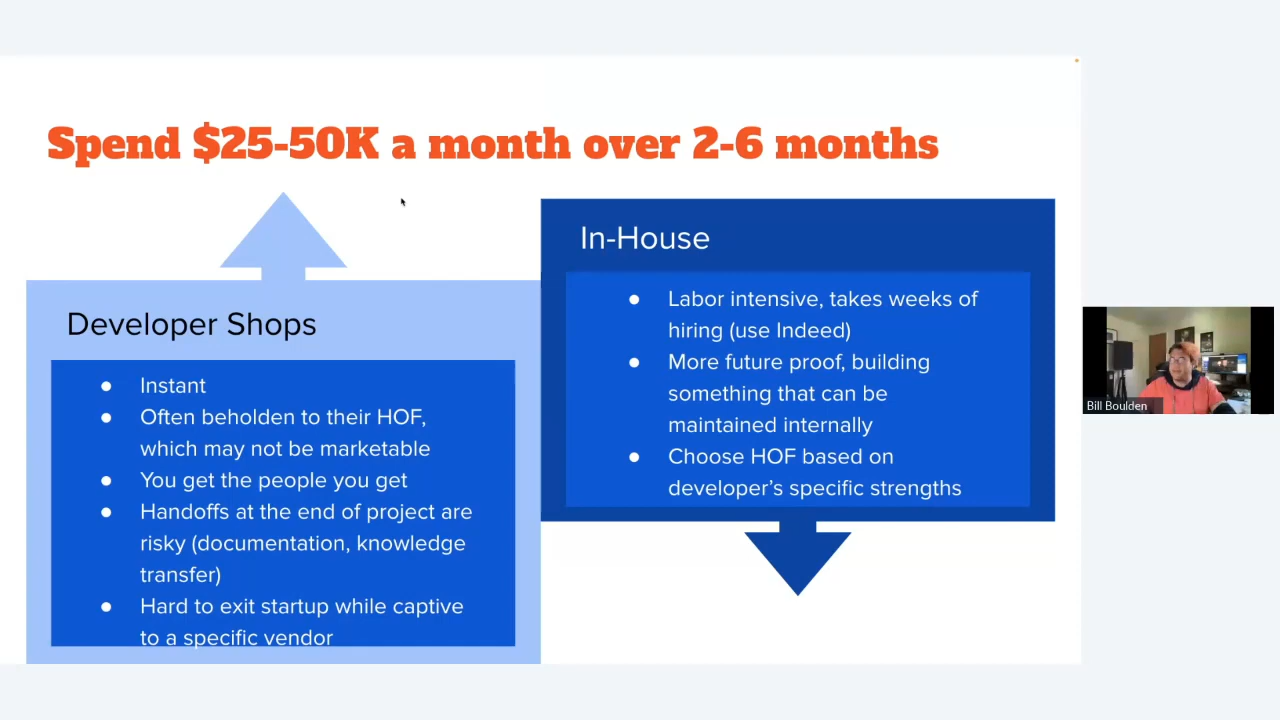 Spend $25-50K a month over 2-6 months
Developer Shops
● Instant
● Often beholden to their HOF,
which may not be marketable
● You get the people you get
● Handoffs at the end of project are
risky (documentation, knowledge
transfer)
● Hard to exit startup while captive
to a specific vendor
In-House
● Labor intensive, takes weeks of
hiring (use Indeed)
● More future proof, building
something that can be
maintained internally
● Choose HOF based on
developer’s specific strengths
Bill Boulden